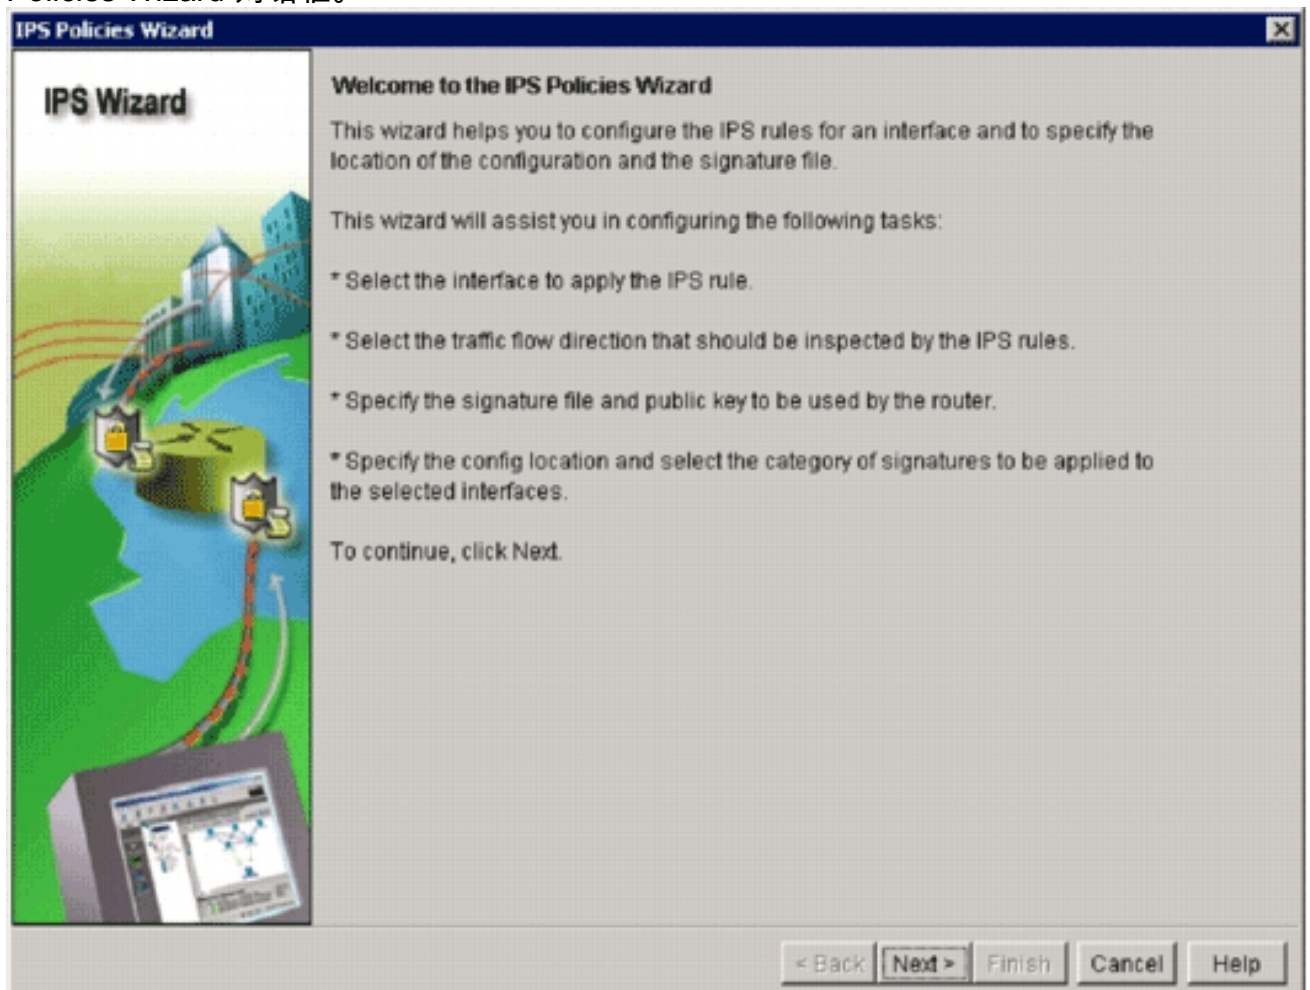 Policies Wizard 对话框。
IPS Policies Wizard
IPS Wizard
Welcome to the IPS Policies Wizard
This wizard helps you to configure the IPS rules for an interface and to specify the
location of the configuration and the signature file.
This wizard will assist you in configuring the following tasks:
* Select the interface to apply the IPS rule.
* Select the traffic flow direction that should be inspected by the IPS rules.
* Specify the signature file and public key to be used by the router.
* Specify the config location and select the category of signatures to be applied to
the selected interfaces.
To continue, click Next.
< Back Next > Finish Cancel Help